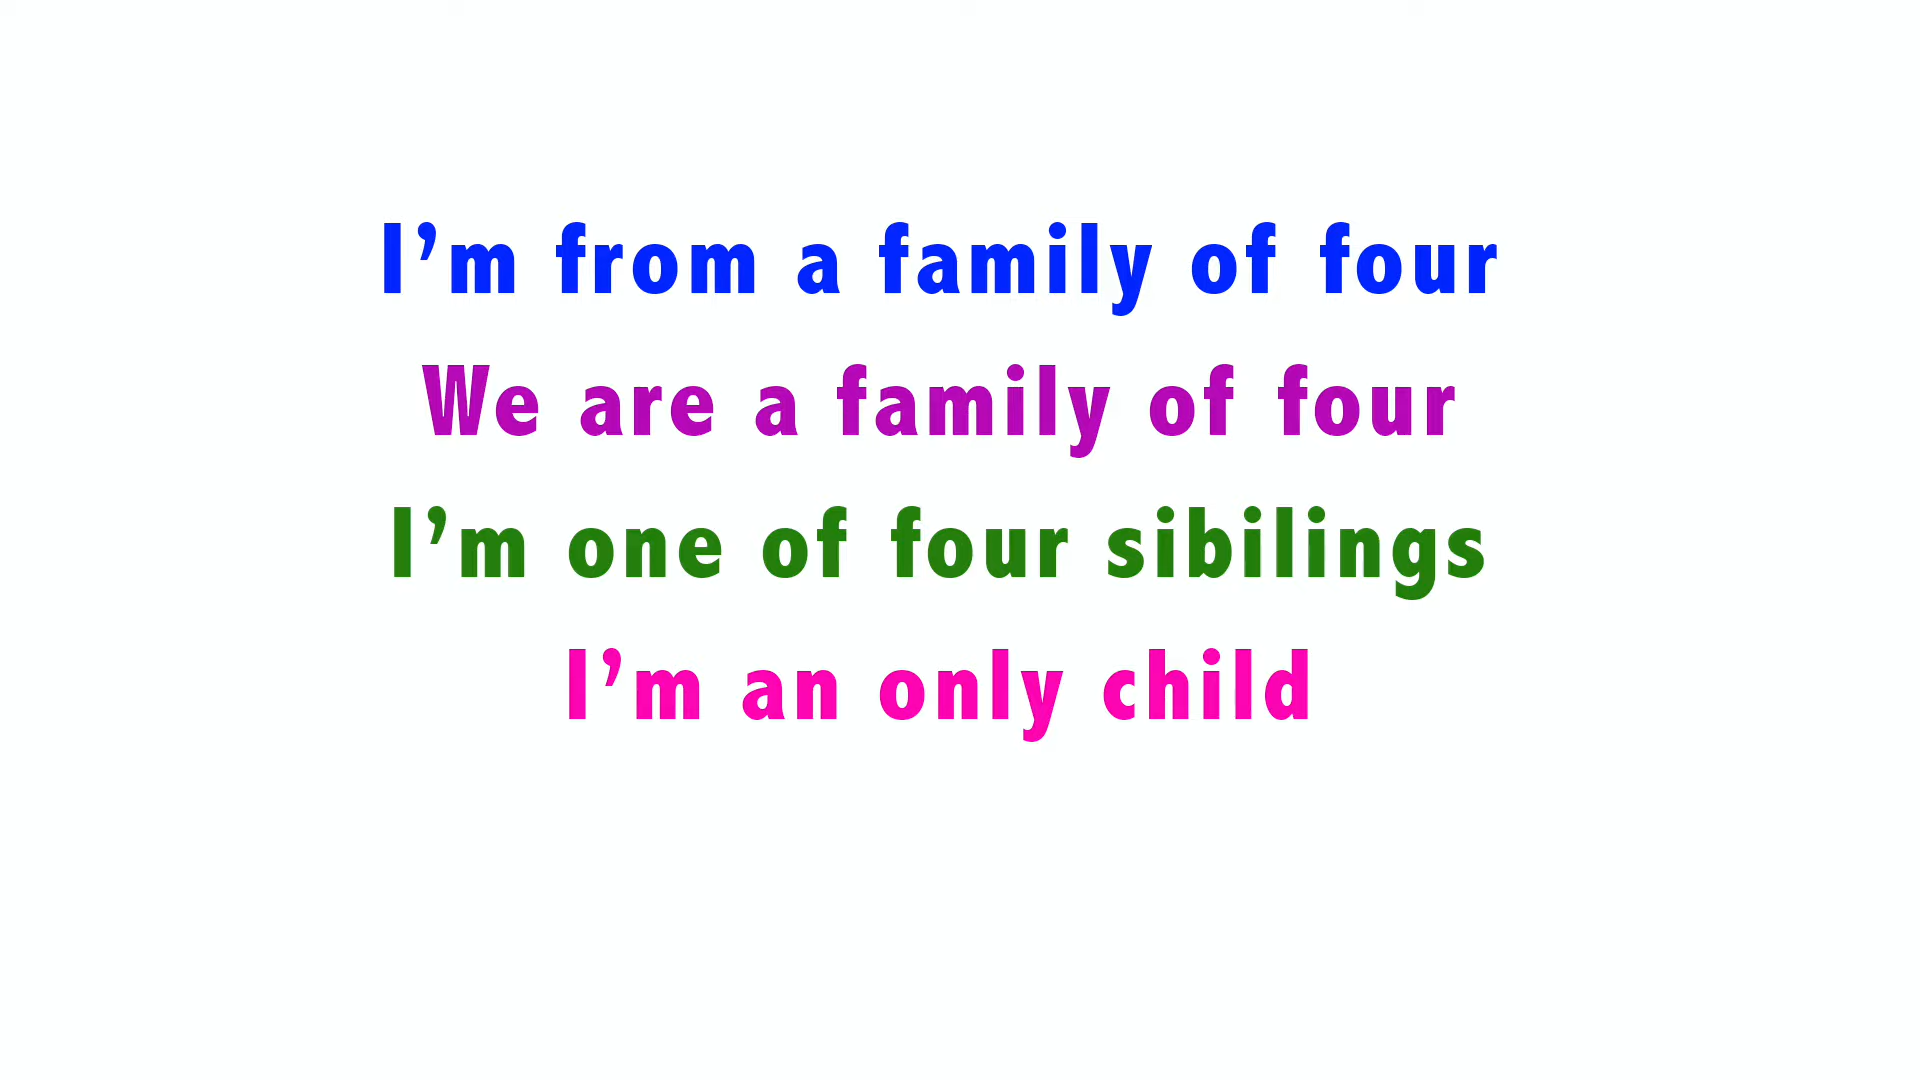 I’m from a family of four
We are a family of four
I’m one of four sibilings
I’m an only child